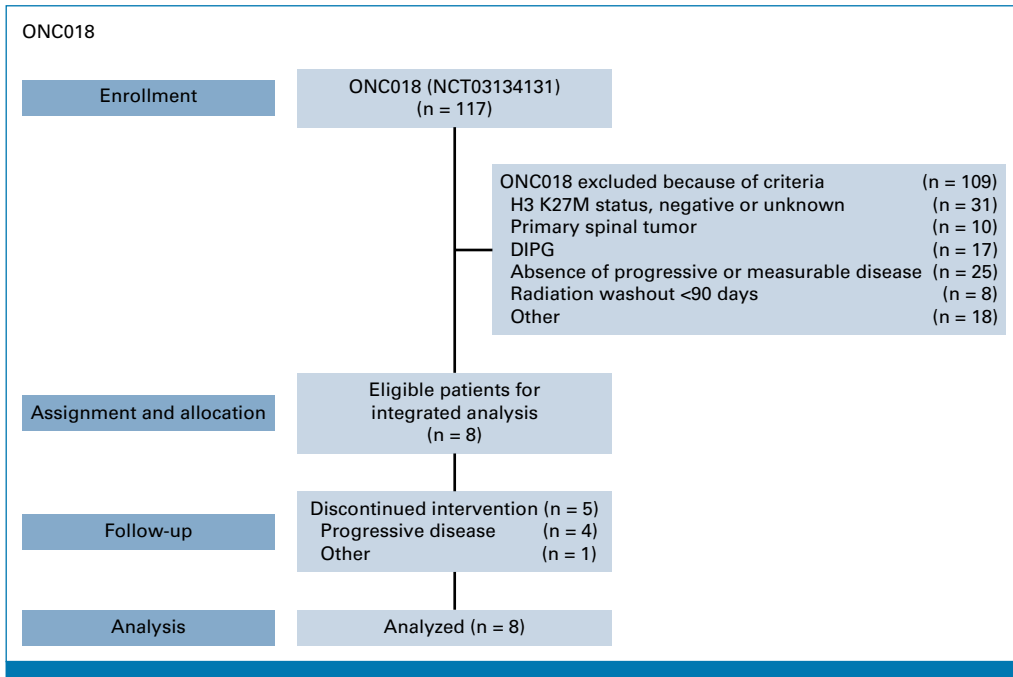 ONC018
Enrollment
ONC018 (NCT03134131)
(n = 117)
ONC018 excluded because of criteria (n = 109)
H3 K27M status, negative or unknown (n = 31)
Primary spinal tumor (n = 10)
DIPG (n = 17)
Absence of progressive or measurable disease (n = 25)
Radiation washout <90 days (n = 8)
Other (n = 18)
Assignment and allocation
Eligible patients for
integrated analysis
(n = 8)
Follow-up
Discontinued intervention (n = 5)
Progressive disease (n = 4)
Other (n = 1)
Analysis
Analyzed (n = 8)